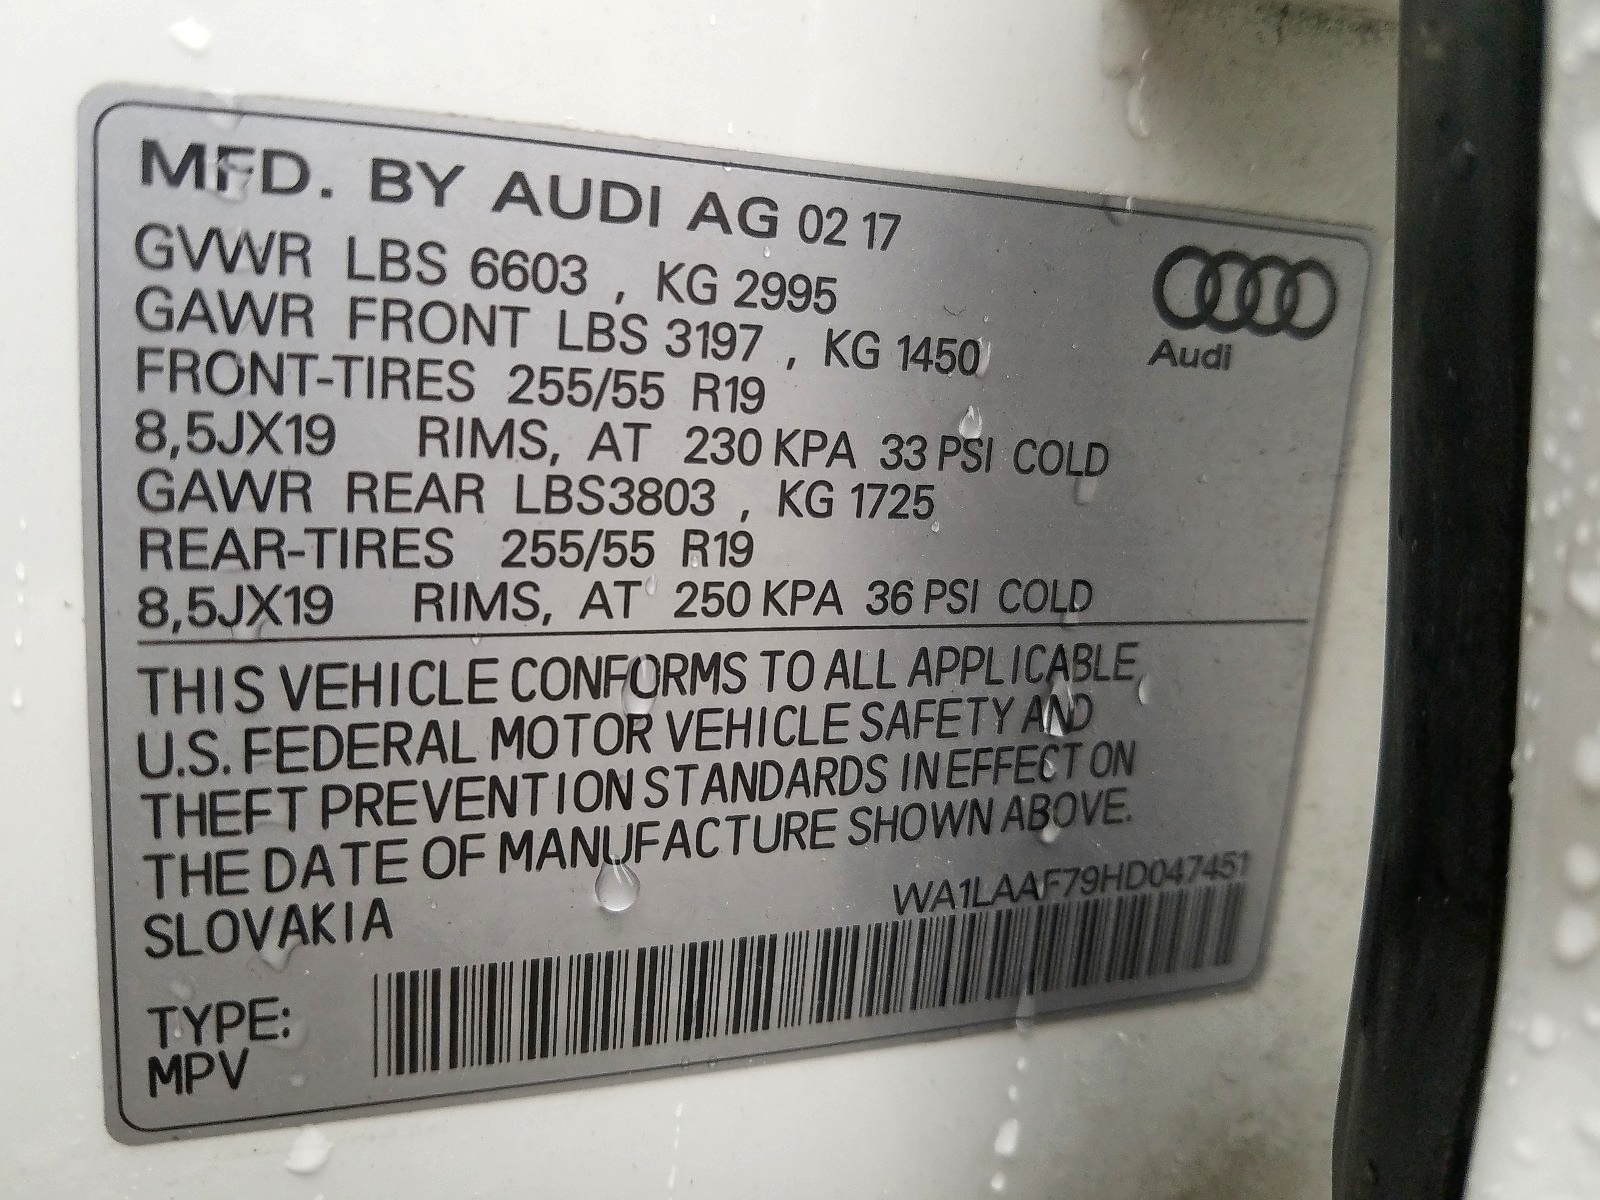 MFD. BY AUDI AG 02 17
GVWR LBS 6603 , KG 2995
GAWR FRONT LBS 3197 , KG 1450
FRONT-TIRES 255/55 R19
8,5JX19 RIMS, AT 230 KPA 33 PSI COLD
GAWR REAR LBS3803 , KG 1725
REAR-TIRES 255/55 R19
8,5JX19 RIMS, AT 250 KPA 36 PSI COLD
Audi
THIS VEHICLE CONFORMS TO ALL APPLICABLE
U.S. FEDERAL MOTOR VEHICLE SAFETY AND
THEFT PREVENTION STANDARDS IN EFFECT ON
THE DATE OF MANUFACTURE SHOWN ABOVE.
SLOVAKIA
WA1LAAF79HD047451
TYPE:
MPV